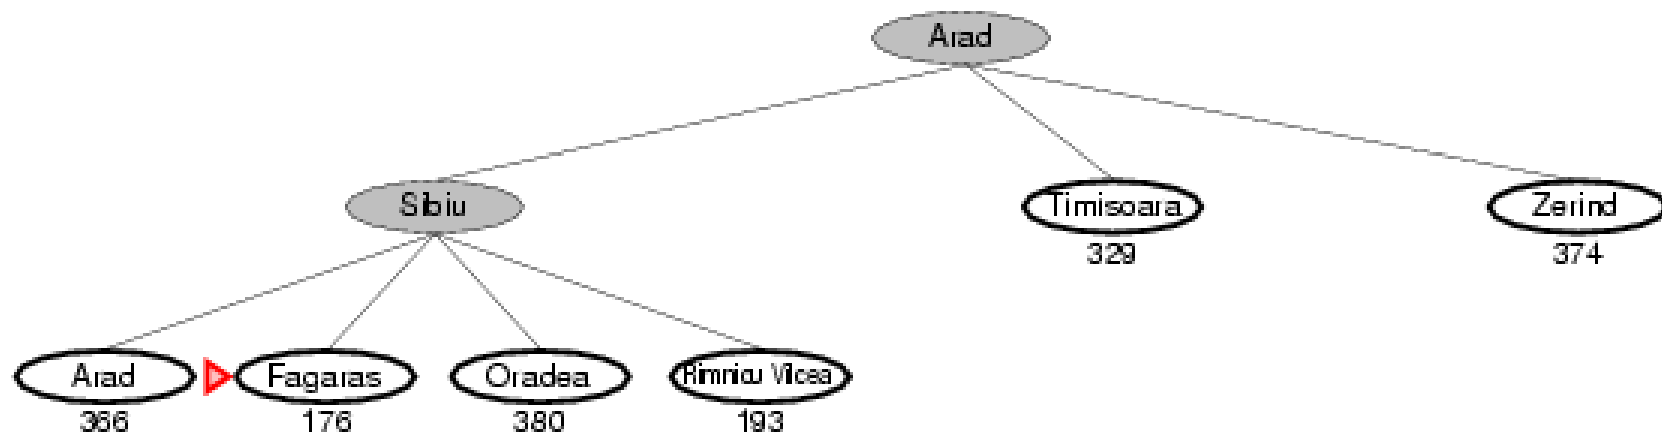 Arad
Sibiu Timisoara Zerind
329 374
Arad Fagaras Oradea Rimnicu Vilcea
366 176 380 193